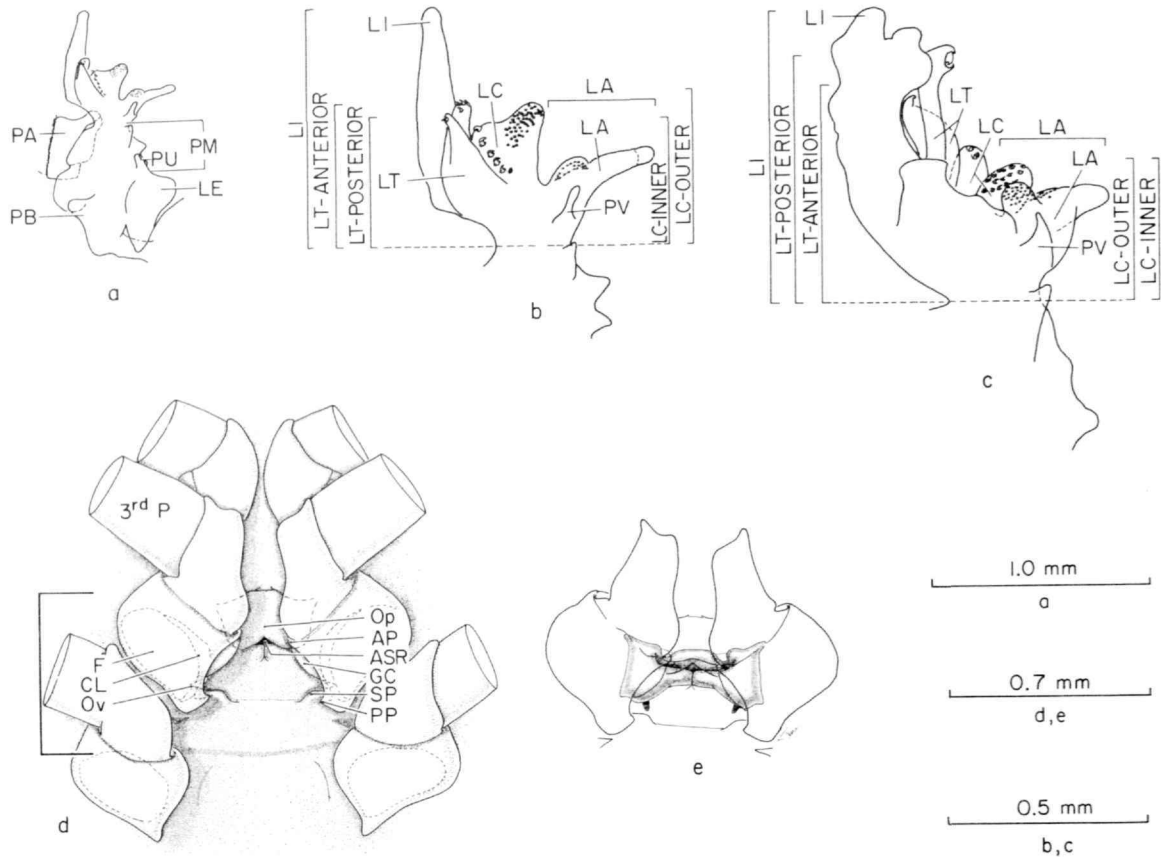 PA
PM
PU
LE
PB
a
LI
LI
LT-ANTERIOR
LT-POSTERIOR
LC
LA
LA
LT
PV
LC-INNER
LC-OUTER
b
LI
LI
LT-POSTERIOR
LT-ANTERIOR
LT
LC
LA
LA
PV
LC-OUTER
LC-INNER
c
3rd P
Op
AP
ASR
GC
SP
PP
F
CL
Ov
d
e
1.0 mm
a
0.7 mm
d,e
0.5 mm
b,c